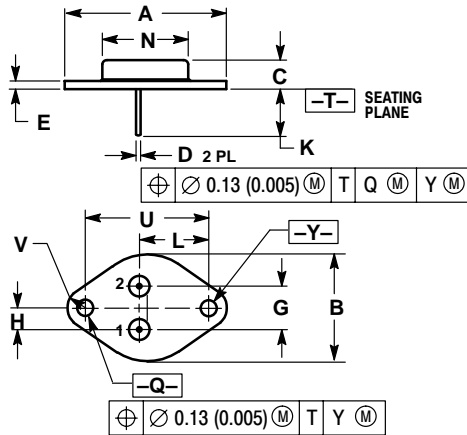 A
N
C
–T– SEATING PLANE
E
K
D 2 PL
⌖ ∅ 0.13 (0.005) Ⓜ T Q Ⓜ Y Ⓜ
U
V
L
–Y–
2
H
G
B
1
–Q–
⌖ ∅ 0.13 (0.005) Ⓜ T Y Ⓜ